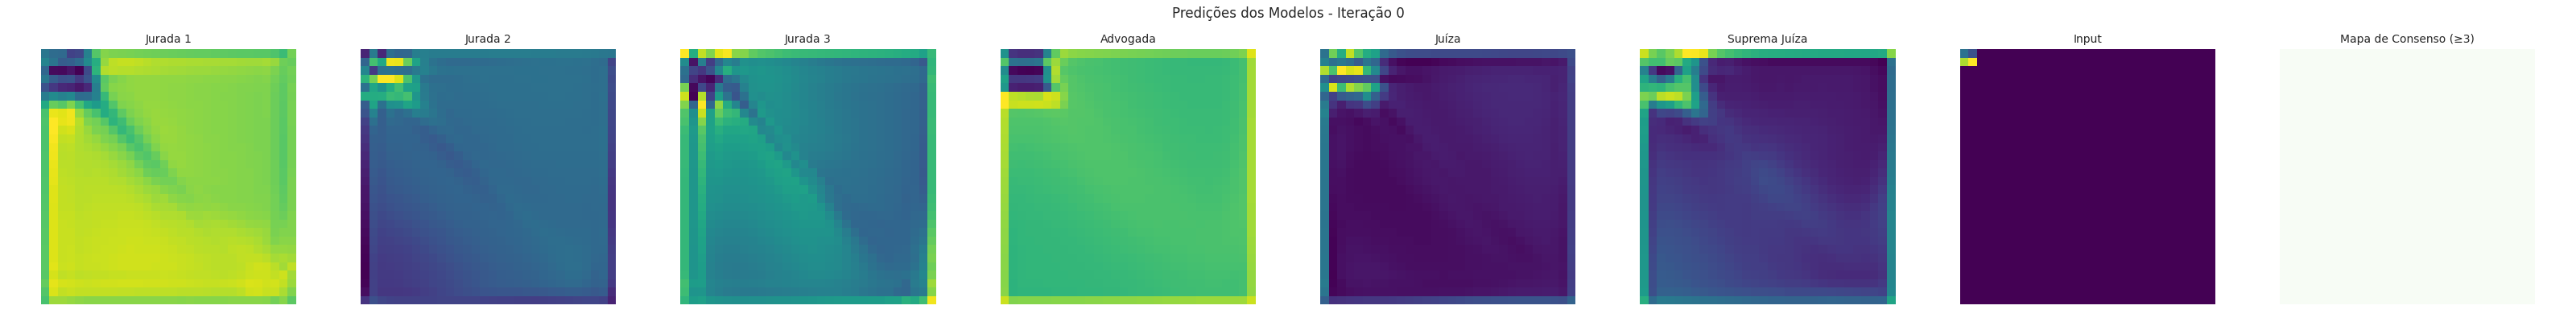 Predições dos Modelos - Iteração 0
Jurada 1
Jurada 2
Jurada 3
Advogada
Juíza
Suprema Juíza
Input
Mapa de Consenso (≥3)